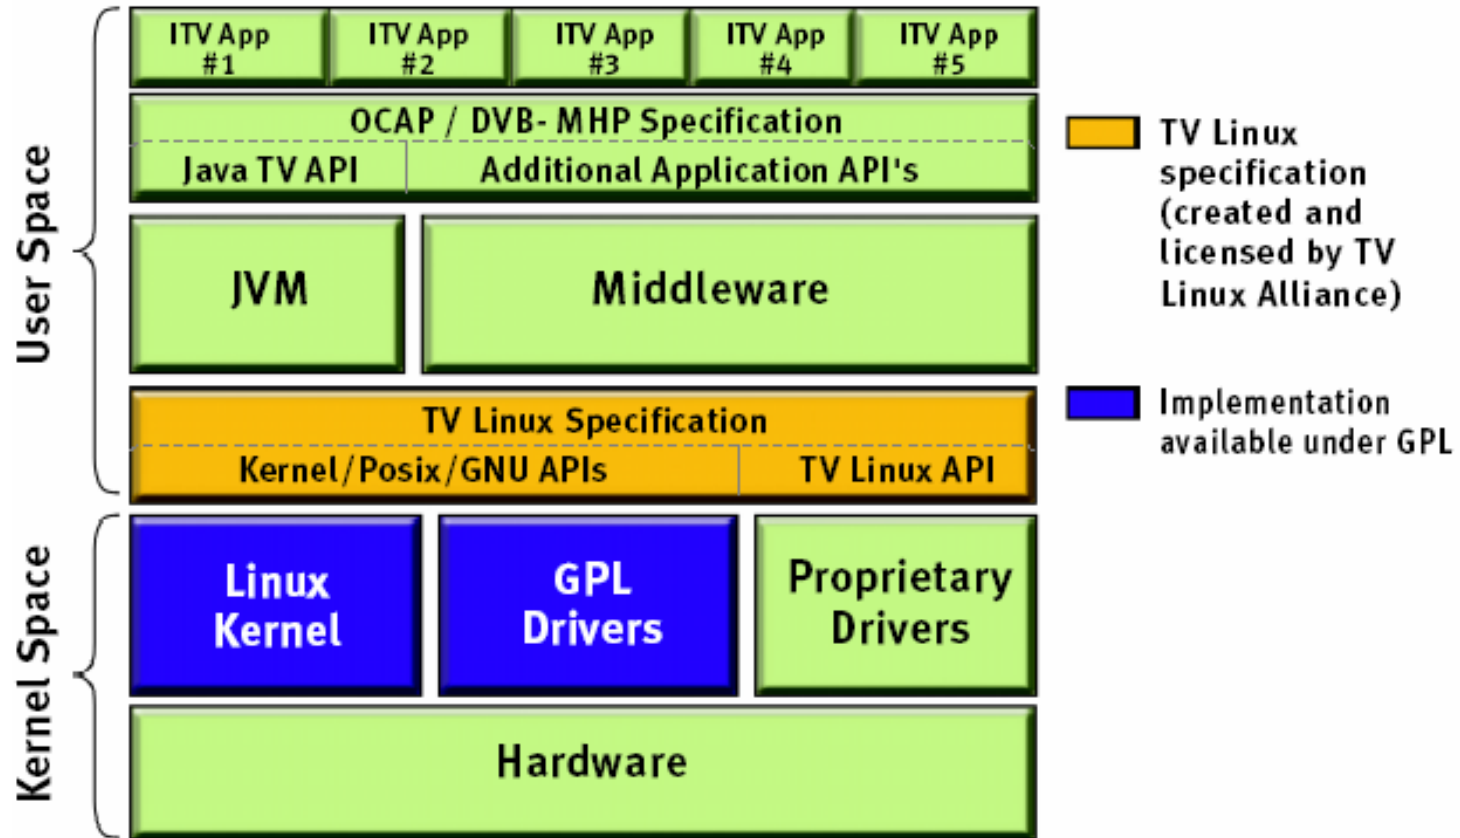 ITV App
#1
ITV App
#2
ITV App
#3
ITV App
#4
ITV App
#5
OCAP / DVB- MHP Specification
Java TV API
Additional Application API's
JVM
Middleware
TV Linux Specification
Kernel/Posix/GNU APIs
TV Linux API
Linux
Kernel
GPL
Drivers
Proprietary
Drivers
Hardware
User Space
Kernel Space
TV Linux
specification
(created and
licensed by TV
Linux Alliance)
Implementation
available under GPL